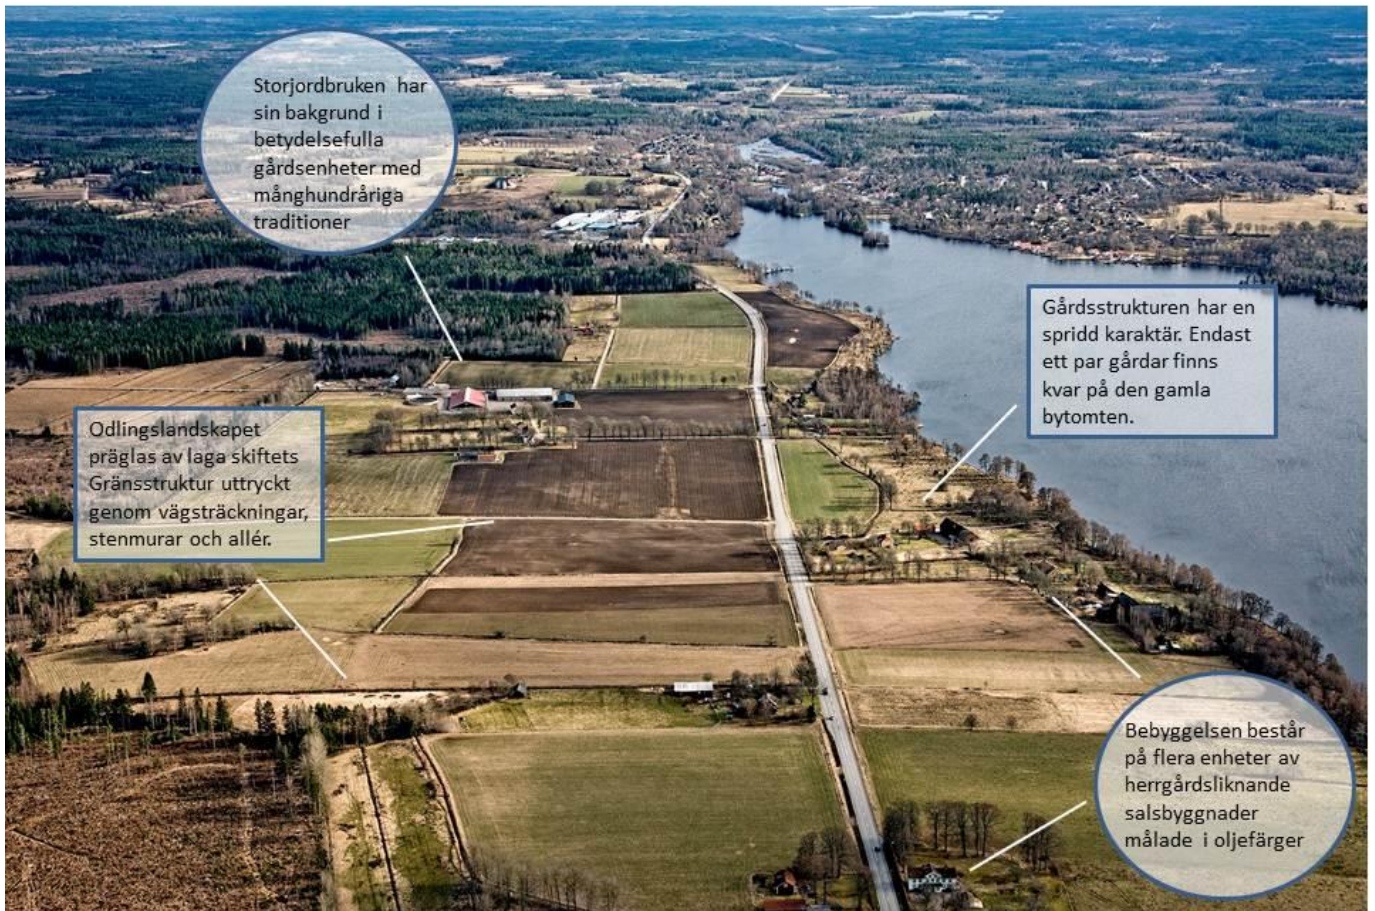 Storjordbruken har
sin bakgrund i
betydelsefulla
gårdsenheter med
månghundråriga
traditioner
Gårdsstrukturen har en
spridd karaktär. Endast
ett par gårdar finns
kvar på den gamla
bytomten.
Odlingslandskapet
präglas av laga skiftets
Gränsstruktur uttryckt
genom vägsträckningar,
stenmurar och allér.
Bebyggelsen består
på flera enheter av
herrgårdsliknande
salsbyggnader
målade i oljefärger